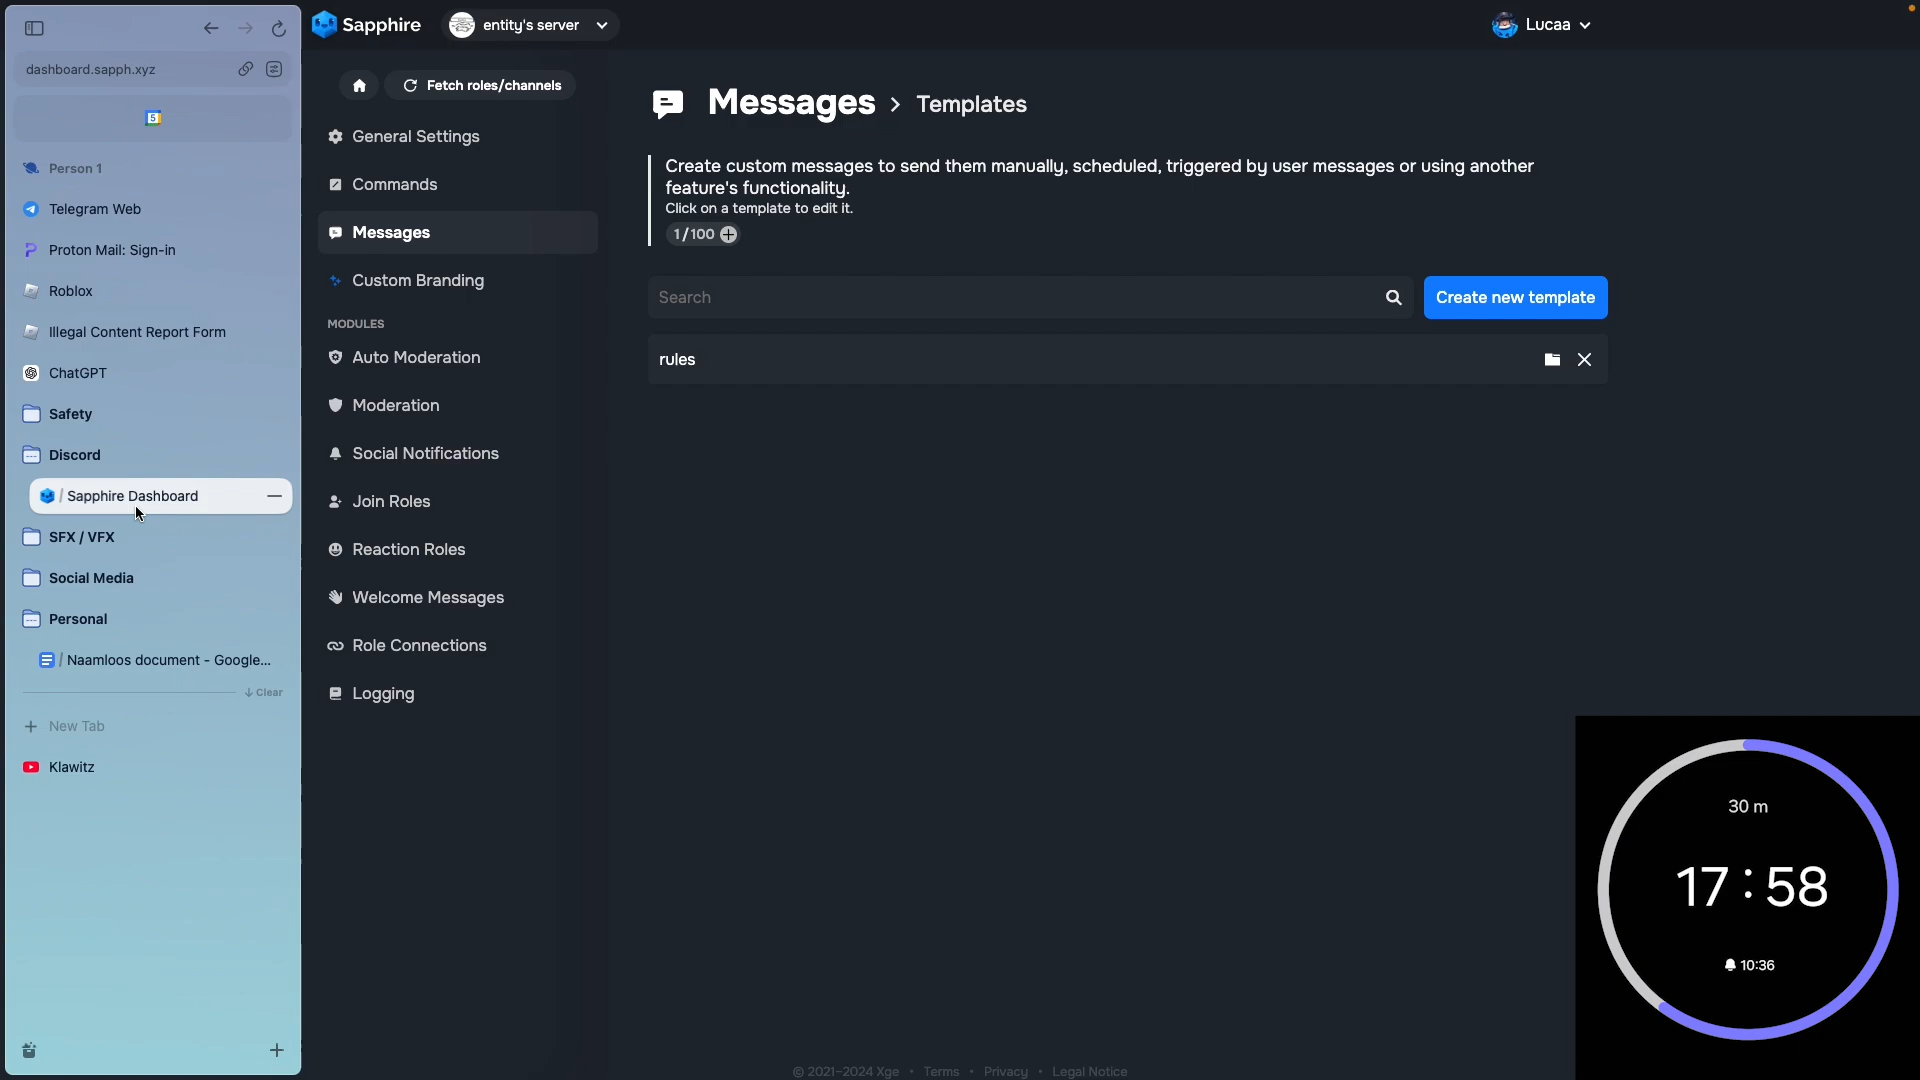 dashboard.sapph.xyz
5
Person 1
Telegram Web
Proton Mail: Sign-in
Roblox
Illegal Content Report Form
ChatGPT
Safety
Discord
/ Sapphire Dashboard
SFX / VFX
Social Media
Personal
/ Naamloos document - Google...
Clear
New Tab
Klawitz
Sapphire
entity's server
Lucaa
Fetch roles/channels
General Settings
Commands
Messages
Custom Branding
MODULES
Auto Moderation
Moderation
Social Notifications
Join Roles
Reaction Roles
Welcome Messages
Role Connections
Logging
Messages > Templates
Create custom messages to send them manually, scheduled, triggered by user messages or using another
feature's functionality.
Click on a template to edit it.
1/100
Search
Create new template
rules
30 m
17:58
10:36
© 2021–2024 Xge • Terms • Privacy • Legal Notice